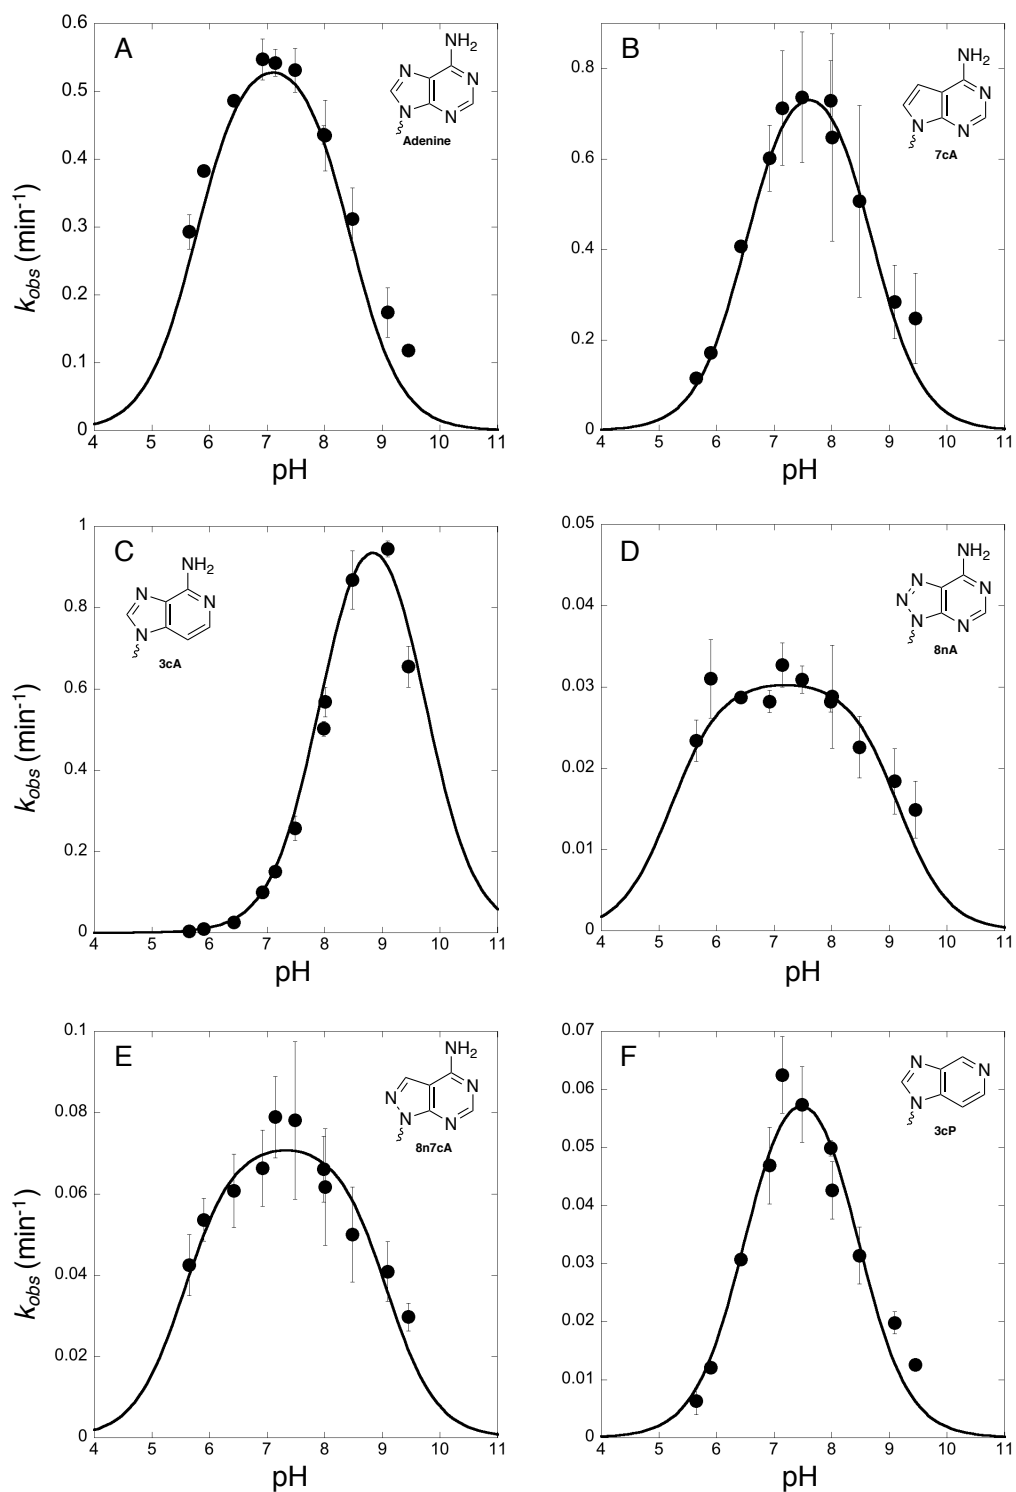 A
0.6
0.5
0.4
0.3
0.2
0.1
0
k_obs (min⁻¹)
4 5 6 7 8 9 10 11
pH
NH₂
N N
N N
Adenine
B
0.8
0.6
0.4
0.2
0
4 5 6 7 8 9 10 11
pH
NH₂
N
N N
7cA
C
1
0.8
0.6
0.4
0.2
0
k_obs (min⁻¹)
4 5 6 7 8 9 10 11
pH
NH₂
N N
N
3cA
D
0.05
0.04
0.03
0.02
0.01
0
4 5 6 7 8 9 10 11
pH
NH₂
N N
N
N N
8nA
E
0.1
0.08
0.06
0.04
0.02
0
k_obs (min⁻¹)
4 5 6 7 8 9 10 11
pH
NH₂
N
N
N N
8n7cA
F
0.07
0.06
0.05
0.04
0.03
0.02
0.01
0
4 5 6 7 8 9 10 11
pH
N N
N
3cP